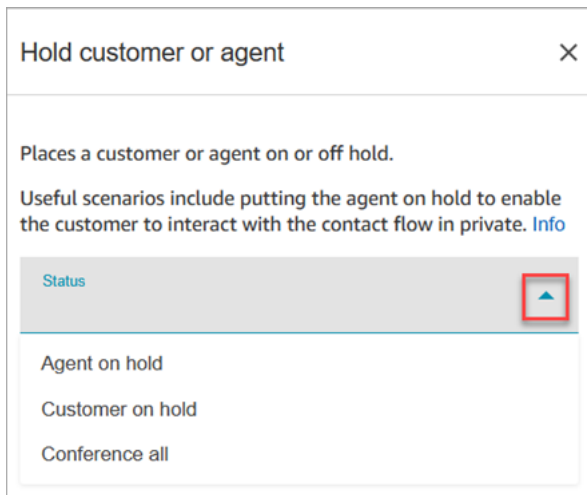 Hold customer or agent
Places a customer or agent on or off hold.
Useful scenarios include putting the agent on hold to enable
the customer to interact with the contact flow in private. Info
Status
Agent on hold
Customer on hold
Conference all